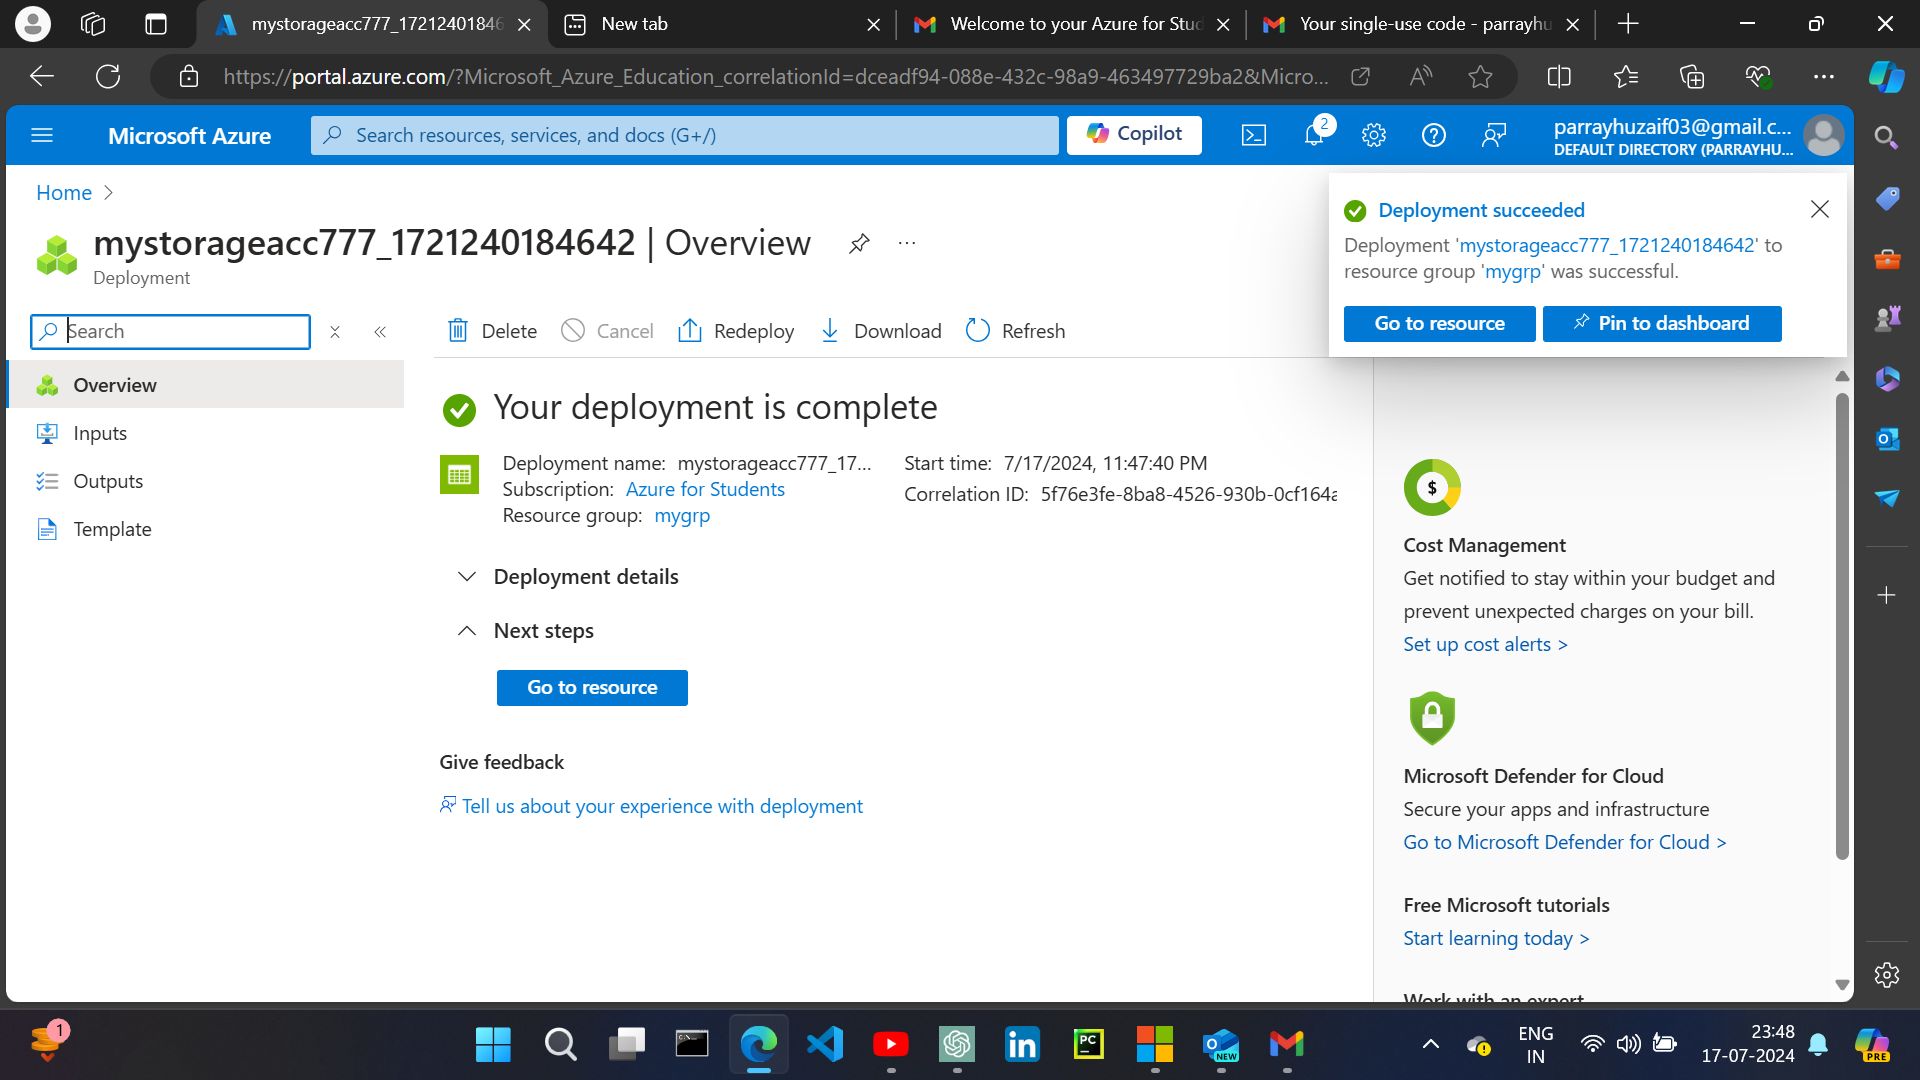 mystorageacc777_17212401846
New tab
Welcome to your Azure for Stud
Your single-use code - parrayhu
https://portal.azure.com/?Microsoft_Azure_Education_correlationId=dceadf94-088e-432c-98a9-463497729ba2&Micro...
Microsoft Azure
Search resources, services, and docs (G+/)
Copilot
2
parrayhuzaif03@gmail.c...
DEFAULT DIRECTORY (PARRAYHU...
Home
mystorageacc777_1721240184642 | Overview
Deployment
Deployment succeeded
Deployment 'mystorageacc777_1721240184642' to
resource group 'mygrp' was successful.
Go to resource
Pin to dashboard
Search
Delete
Cancel
Redeploy
Download
Refresh
Overview
Inputs
Outputs
Template
Your deployment is complete
Deployment name: mystorageacc777_17...
Subscription: Azure for Students
Resource group: mygrp
Start time: 7/17/2024, 11:47:40 PM
Correlation ID: 5f76e3fe-8ba8-4526-930b-0cf164a
Deployment details
Next steps
Go to resource
Give feedback
Tell us about your experience with deployment
Cost Management
Get notified to stay within your budget and
prevent unexpected charges on your bill.
Set up cost alerts >
Microsoft Defender for Cloud
Secure your apps and infrastructure
Go to Microsoft Defender for Cloud >
Free Microsoft tutorials
Start learning today >
Work with an expert
1
PC
NEW
ENG
IN
23:48
17-07-2024
PRE